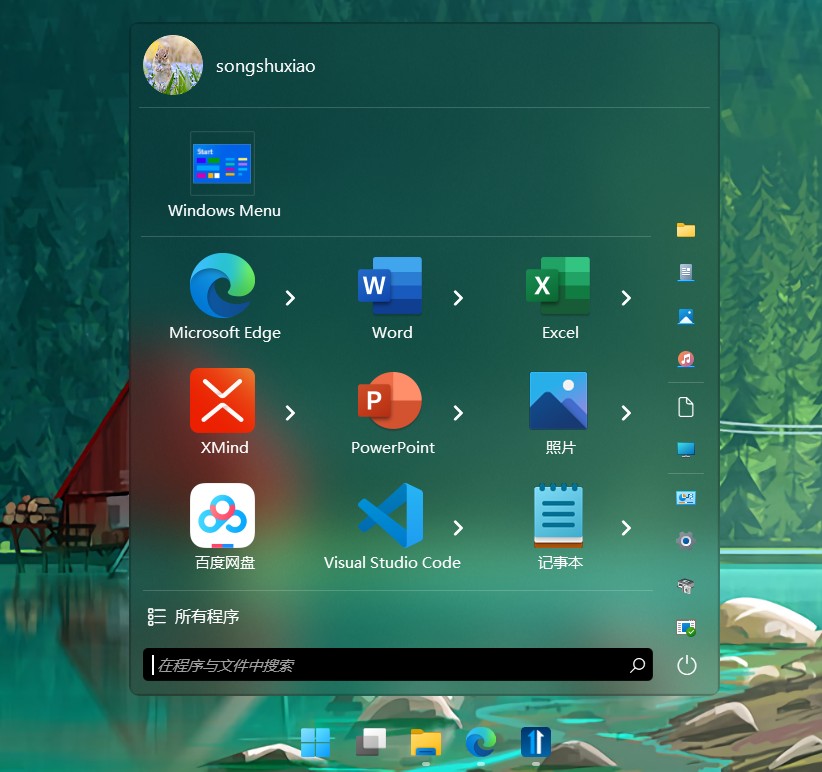 songshuxiao
Start
Windows Menu
W
X
Microsoft Edge
Word
Excel
P
XMind
PowerPoint
照片
百度网盘
Visual Studio Code
记事本
所有程序
在程序与文件中搜索